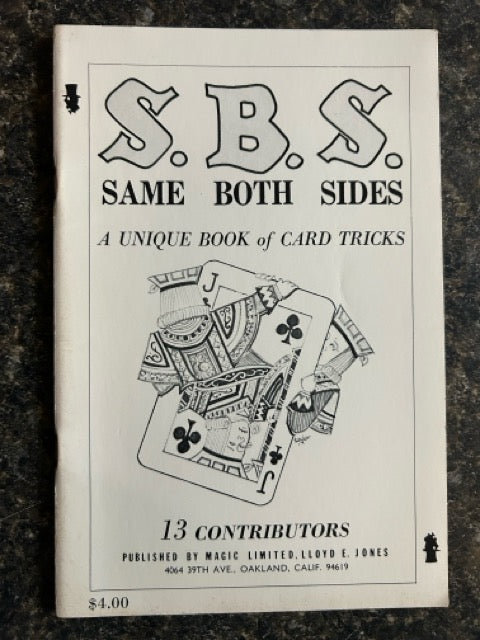 S. B. S.
SAME BOTH SIDES
A UNIQUE BOOK of CARD TRICKS
J
J
13 CONTRIBUTORS
PUBLISHED BY MAGIC LIMITED, LLOYD E. JONES
4064 39TH AVE., OAKLAND, CALIF. 94619
$4.00